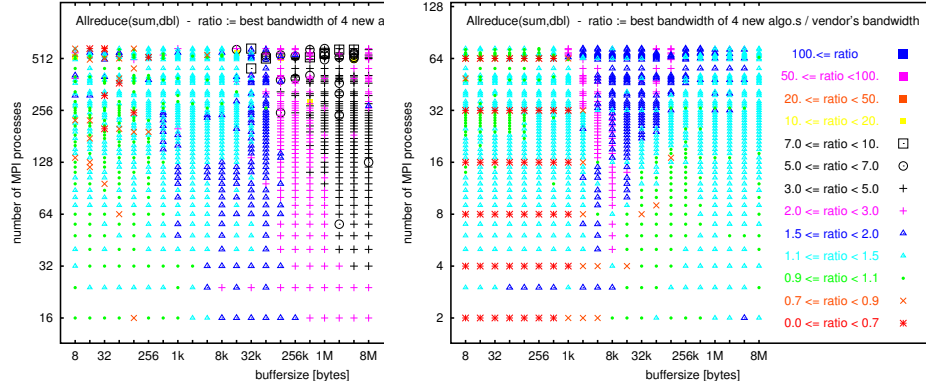 Allreduce(sum,dbl) - ratio := best bandwidth of 4 new a
number of MPI processes
512
256
128
64
32
16
8 32 256 1k 8k 32k 256k 1M 8M
buffersize [bytes]
Allreduce(sum,dbl) - ratio := best bandwidth of 4 new algo.s / vendor's bandwidth
number of MPI processes
128
64
32
16
8
4
2
8 32 256 1k 8k 32k 256k 1M 8M
buffersize [bytes]
100.<= ratio
50. <= ratio <100.
20. <= ratio < 50.
10. <= ratio < 20
7.0 <= ratio < 10.
5.0 <= ratio < 7.0
3.0 <= ratio < 5.0
2.0 <= ratio < 3.0
1.5 <= ratio < 2.0
1.1 <= ratio < 1.5
0.9 <= ratio < 1.1
0.7 <= ratio < 0.9
0.0 <= ratio < 0.7